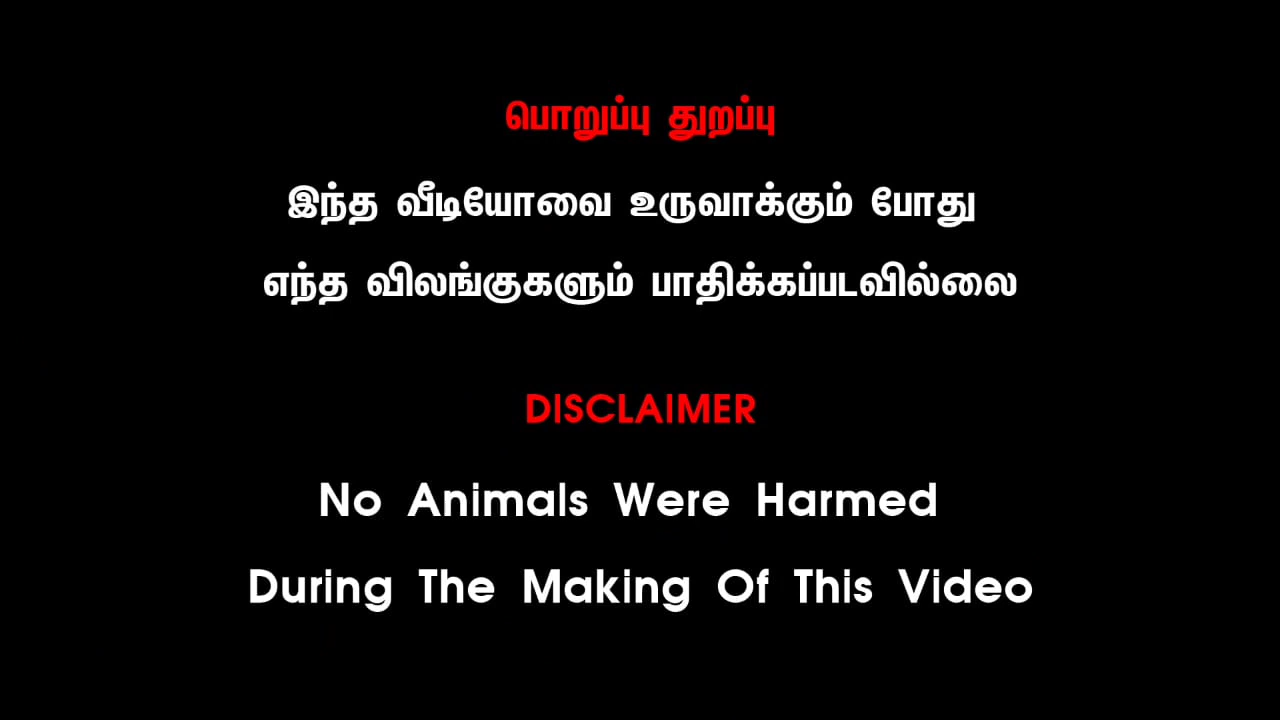 பொறுப்பு துறப்பு
இந்த வீடியோவை உருவாக்கும் போது
எந்த விலங்குகளும் பாதிக்கப்படவில்லை
DISCLAIMER
No Animals Were Harmed
During The Making Of This Video